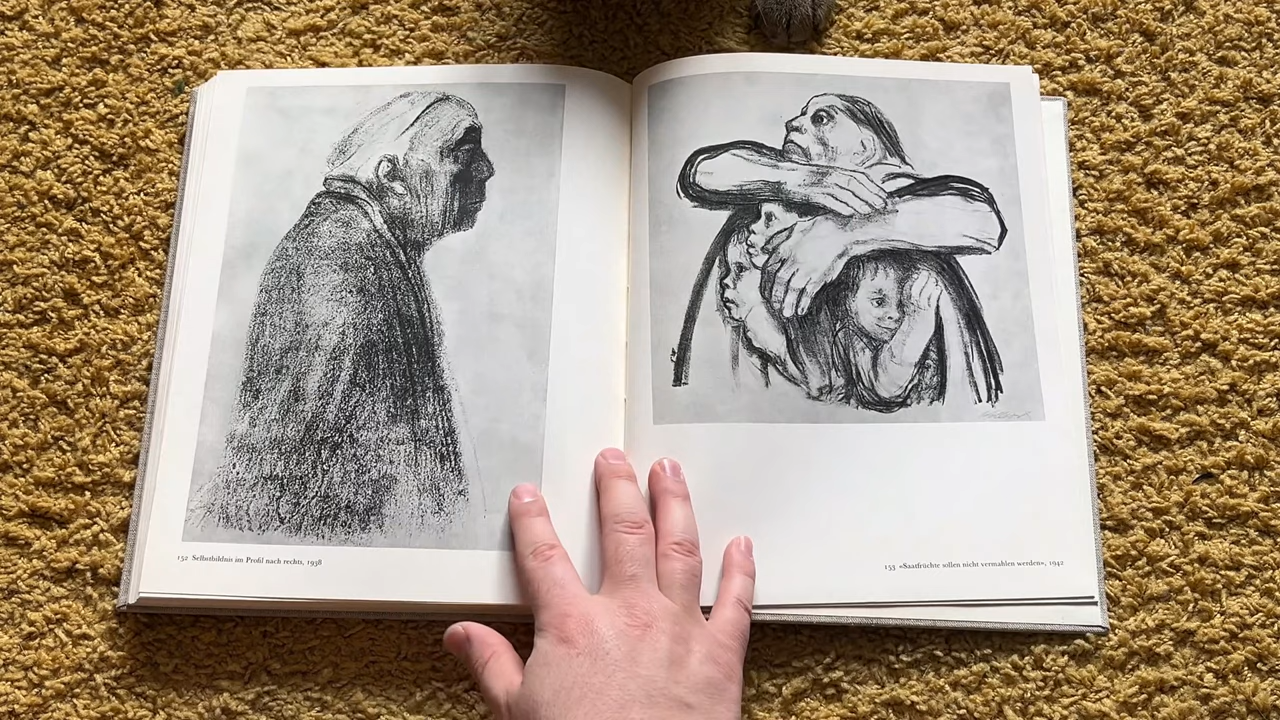 152 Selbstbildnis im Profil nach rechts, 1938
153 «Saatfrüchte sollen nicht vermahlen werden», 1942